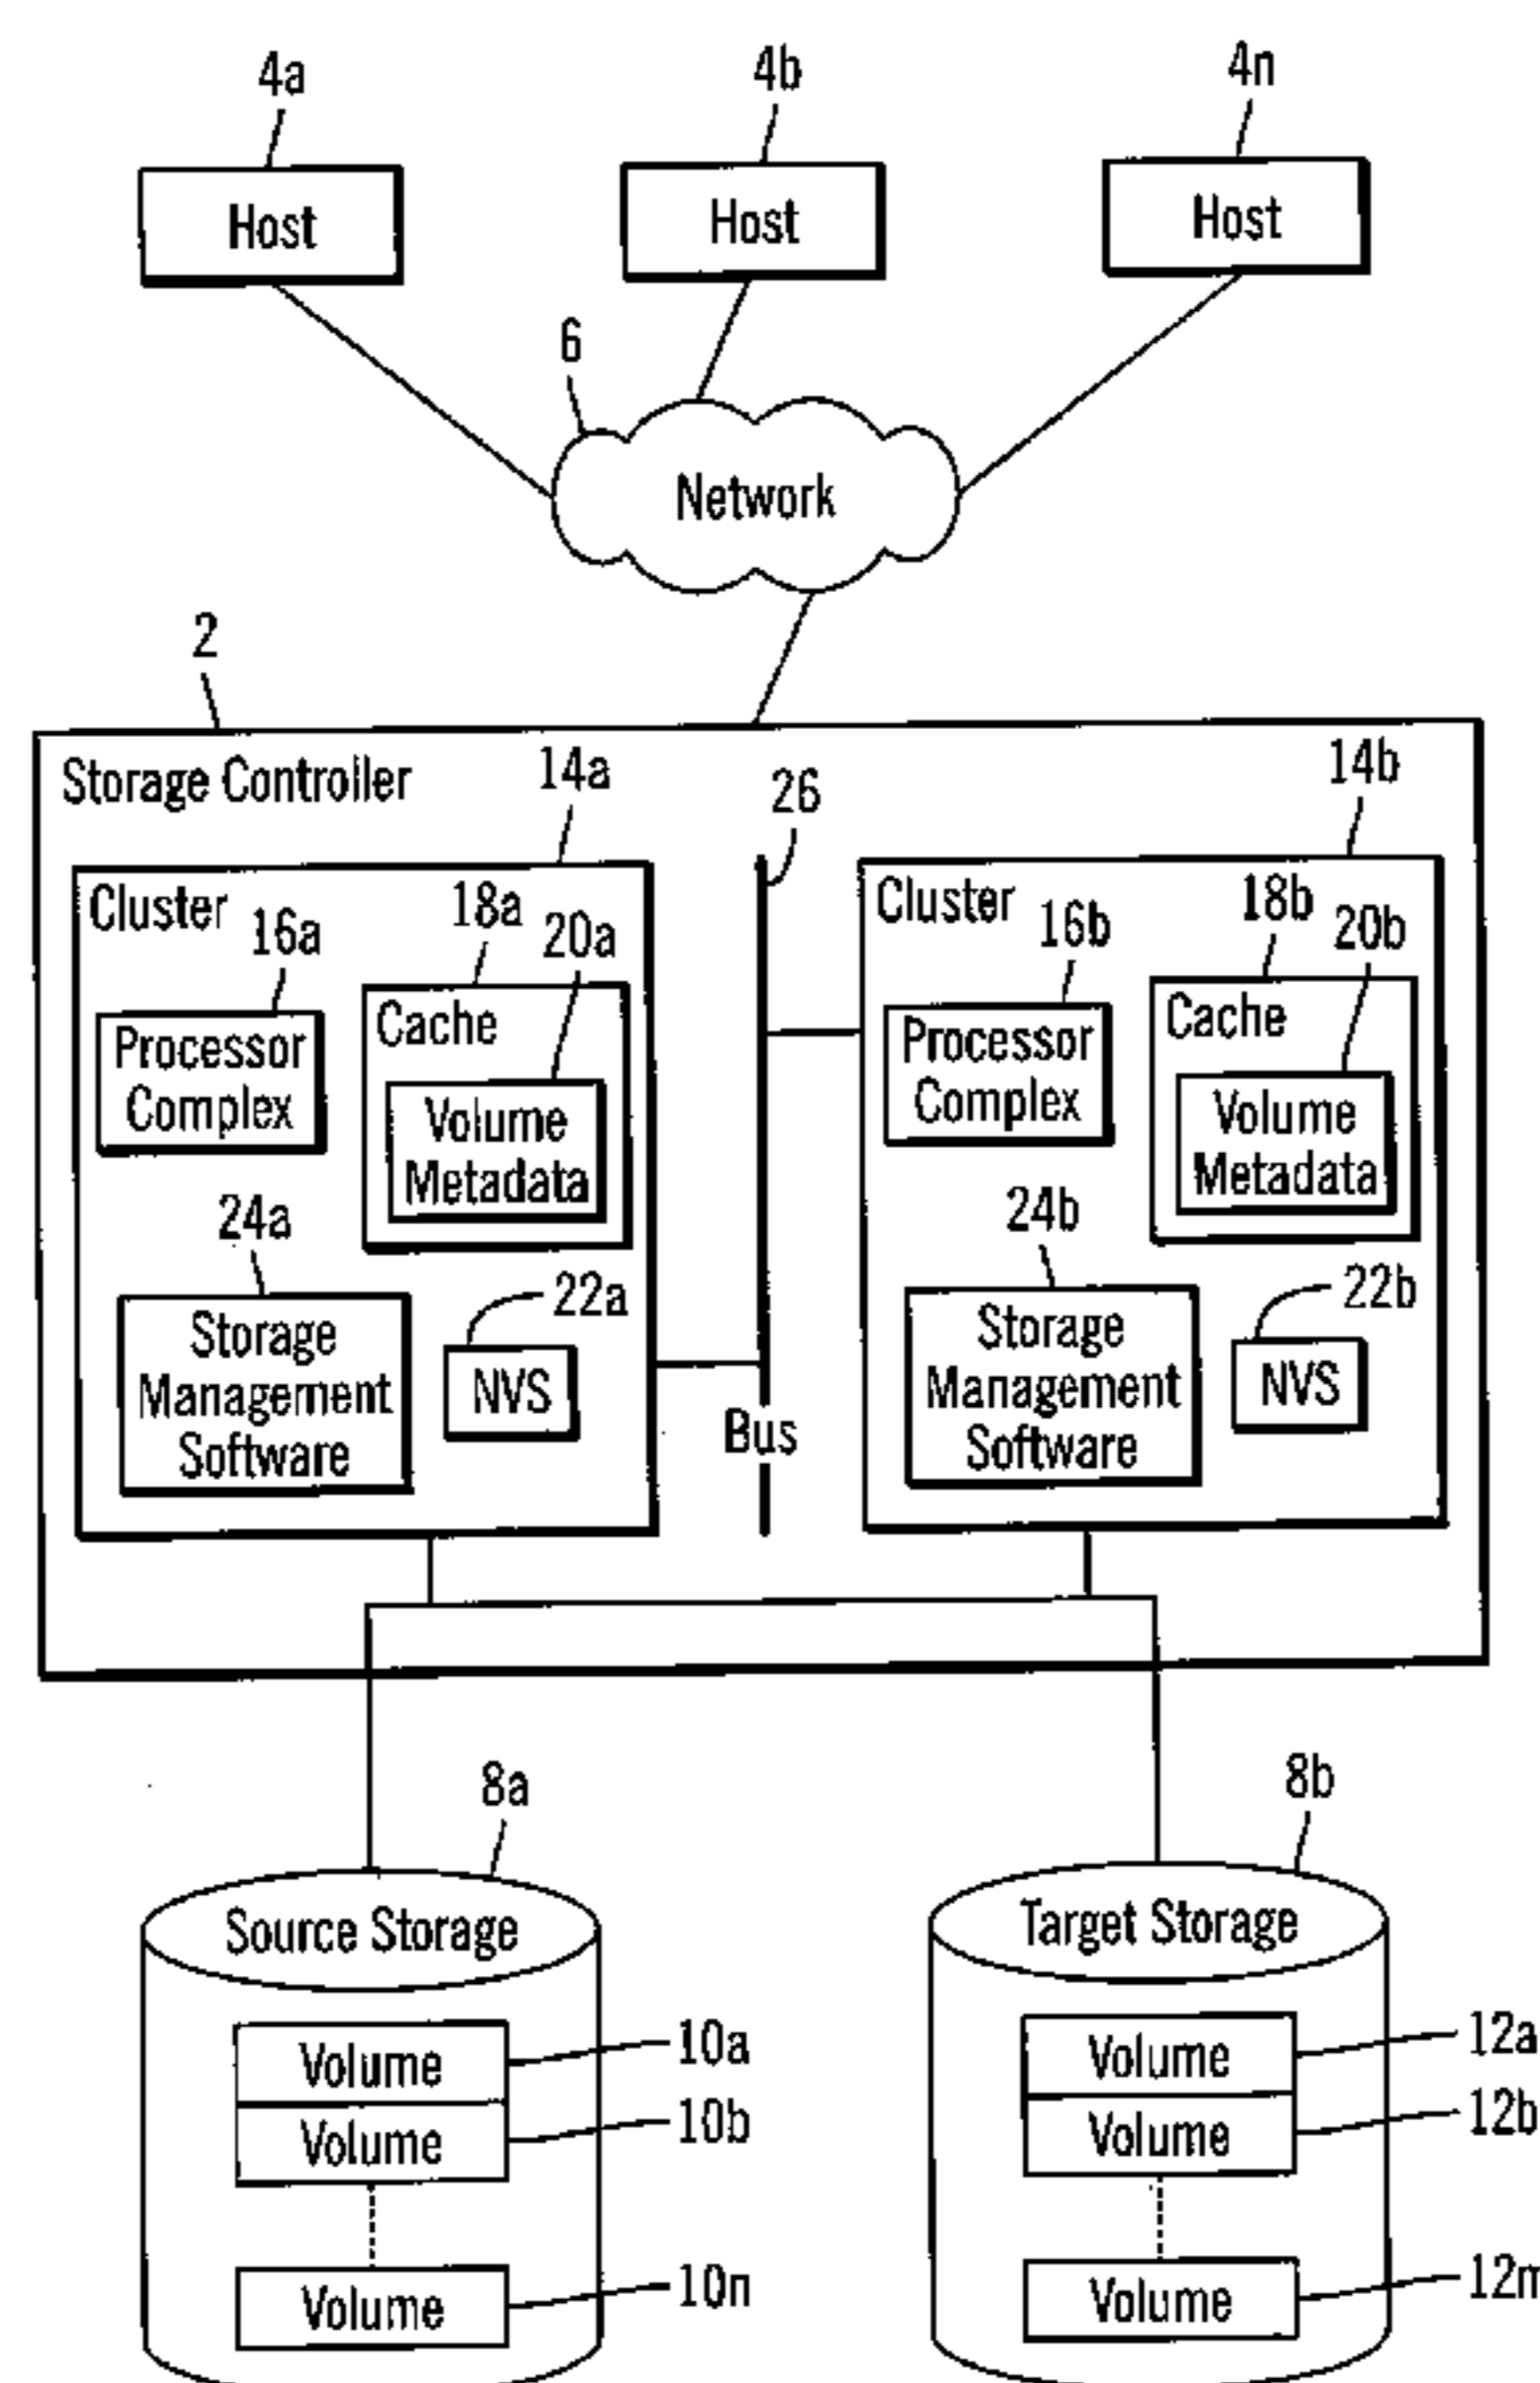 4a
4b
4n
Host
Host
Host
6
Network
2
Storage Controller
14a
26
14b
Cluster
16a
18a
20a
Cluster
16b
18b
20b
Processor
Complex
Cache
Volume
Metadata
Processor
Complex
Cache
Volume
Metadata
24a
22a
24b
22b
Storage
Management
Software
NVS
Bus
Storage
Management
Software
NVS
8a
8b
Source Storage
Target Storage
Volume
10a
Volume
12a
Volume
10b
Volume
12b
Volume
10n
Volume